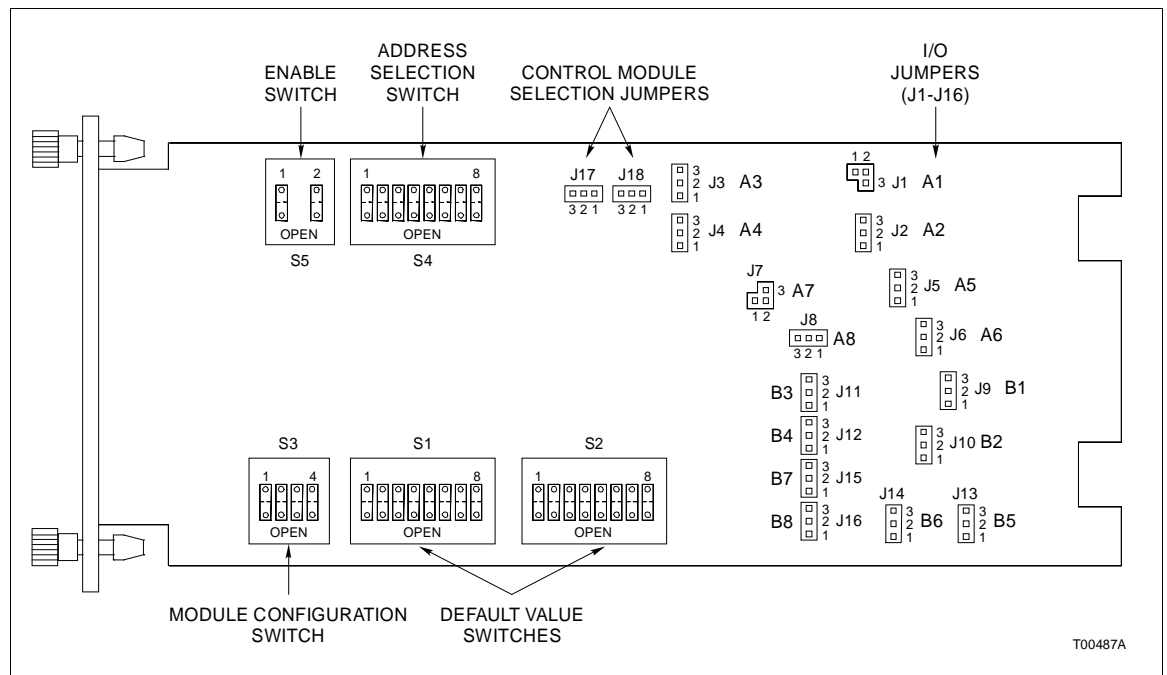 ENABLE
SWITCH
ADDRESS
SELECTION
SWITCH
CONTROL MODULE
SELECTION JUMPERS
I/O
JUMPERS
(J1-J16)
1 2
OPEN
S5
1 8
OPEN
S4
J17
3 2 1
J18
3 2 1
3
2
1
J3 A3
3
2
1
J4 A4
1 2
3 J1 A1
3
2
1
J2 A2
3
2
1
J5 A5
3
2
1
J6 A6
J7
3 A7
1 2
J8
A8
3 2 1
3
2
1
J9 B1
3
2
1
J10 B2
B3
3
2
1
J11
B4
3
2
1
J12
B7
3
2
1
J15
B8
3
2
1
J16
J14
3
2
1
B6
J13
3
2
1
B5
S3
1 4
OPEN
S1
1 8
OPEN
S2
1 8
OPEN
MODULE CONFIGURATION
SWITCH
DEFAULT VALUE
SWITCHES
T00487A